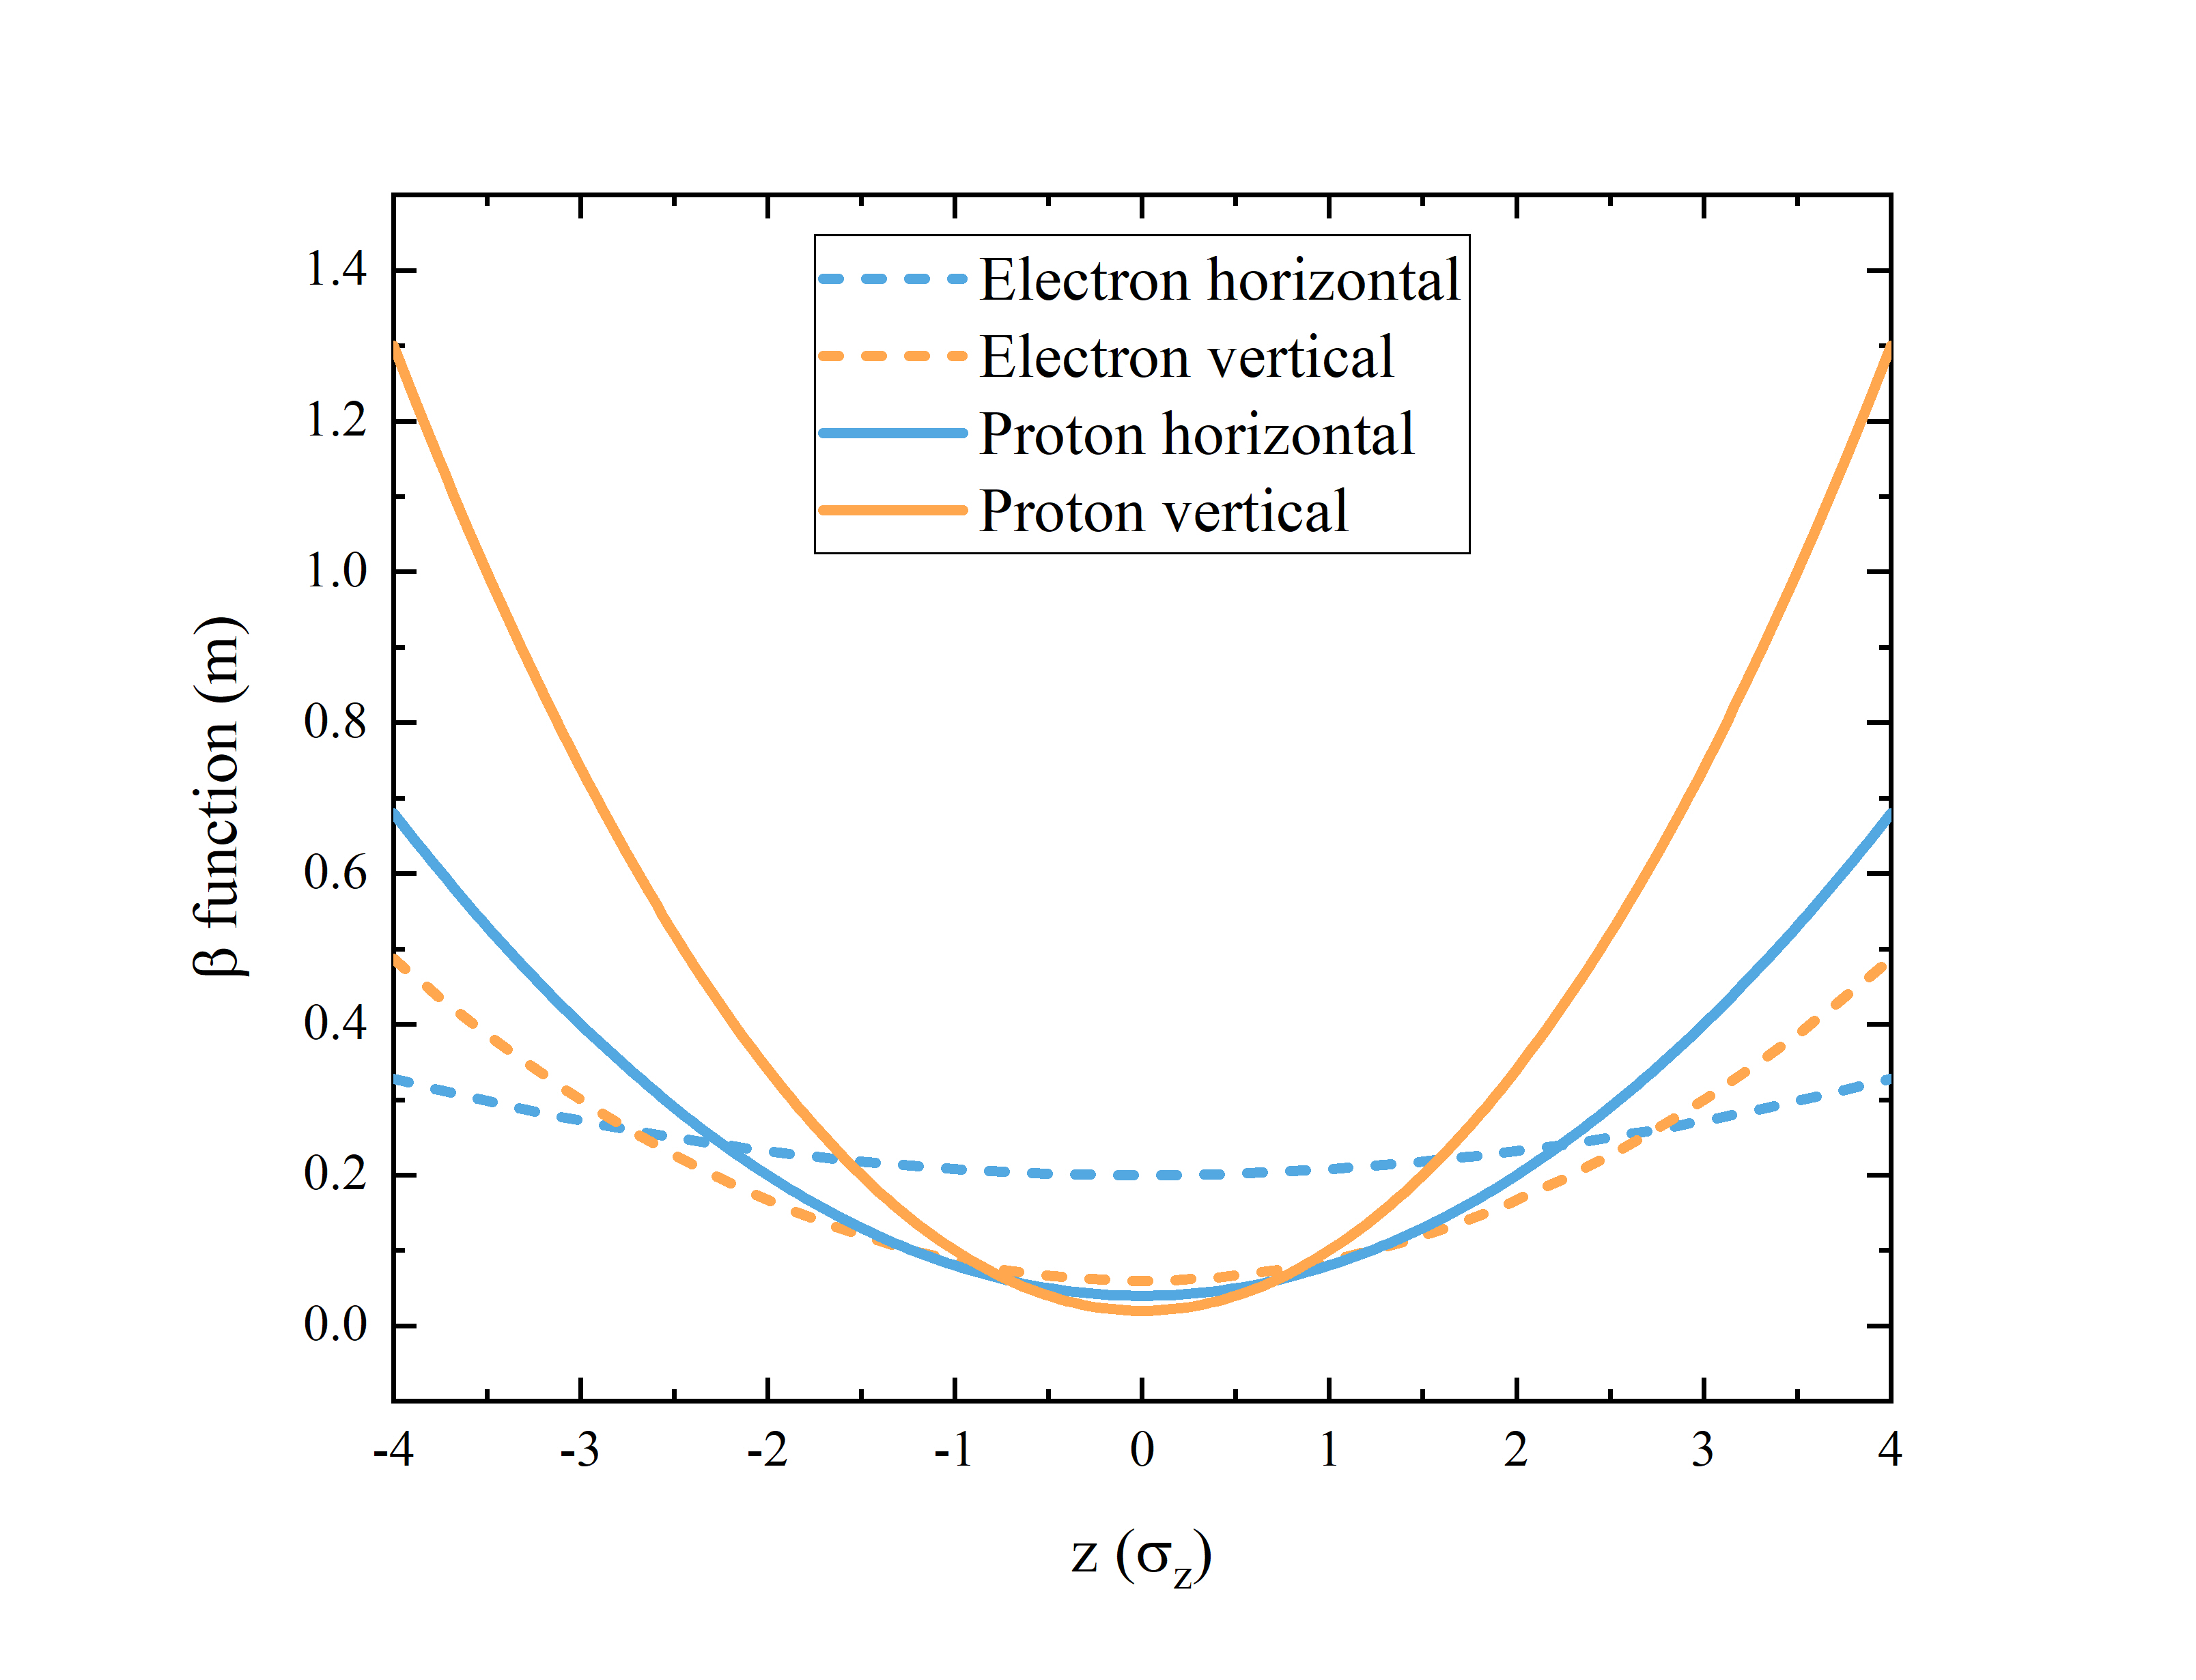 Electron horizontal
Electron vertical
Proton horizontal
Proton vertical
1.4
1.2
1.0
0.8
0.6
0.4
0.2
0.0
β function (m)
-4 -3 -2 -1 0 1 2 3 4
z (σz)